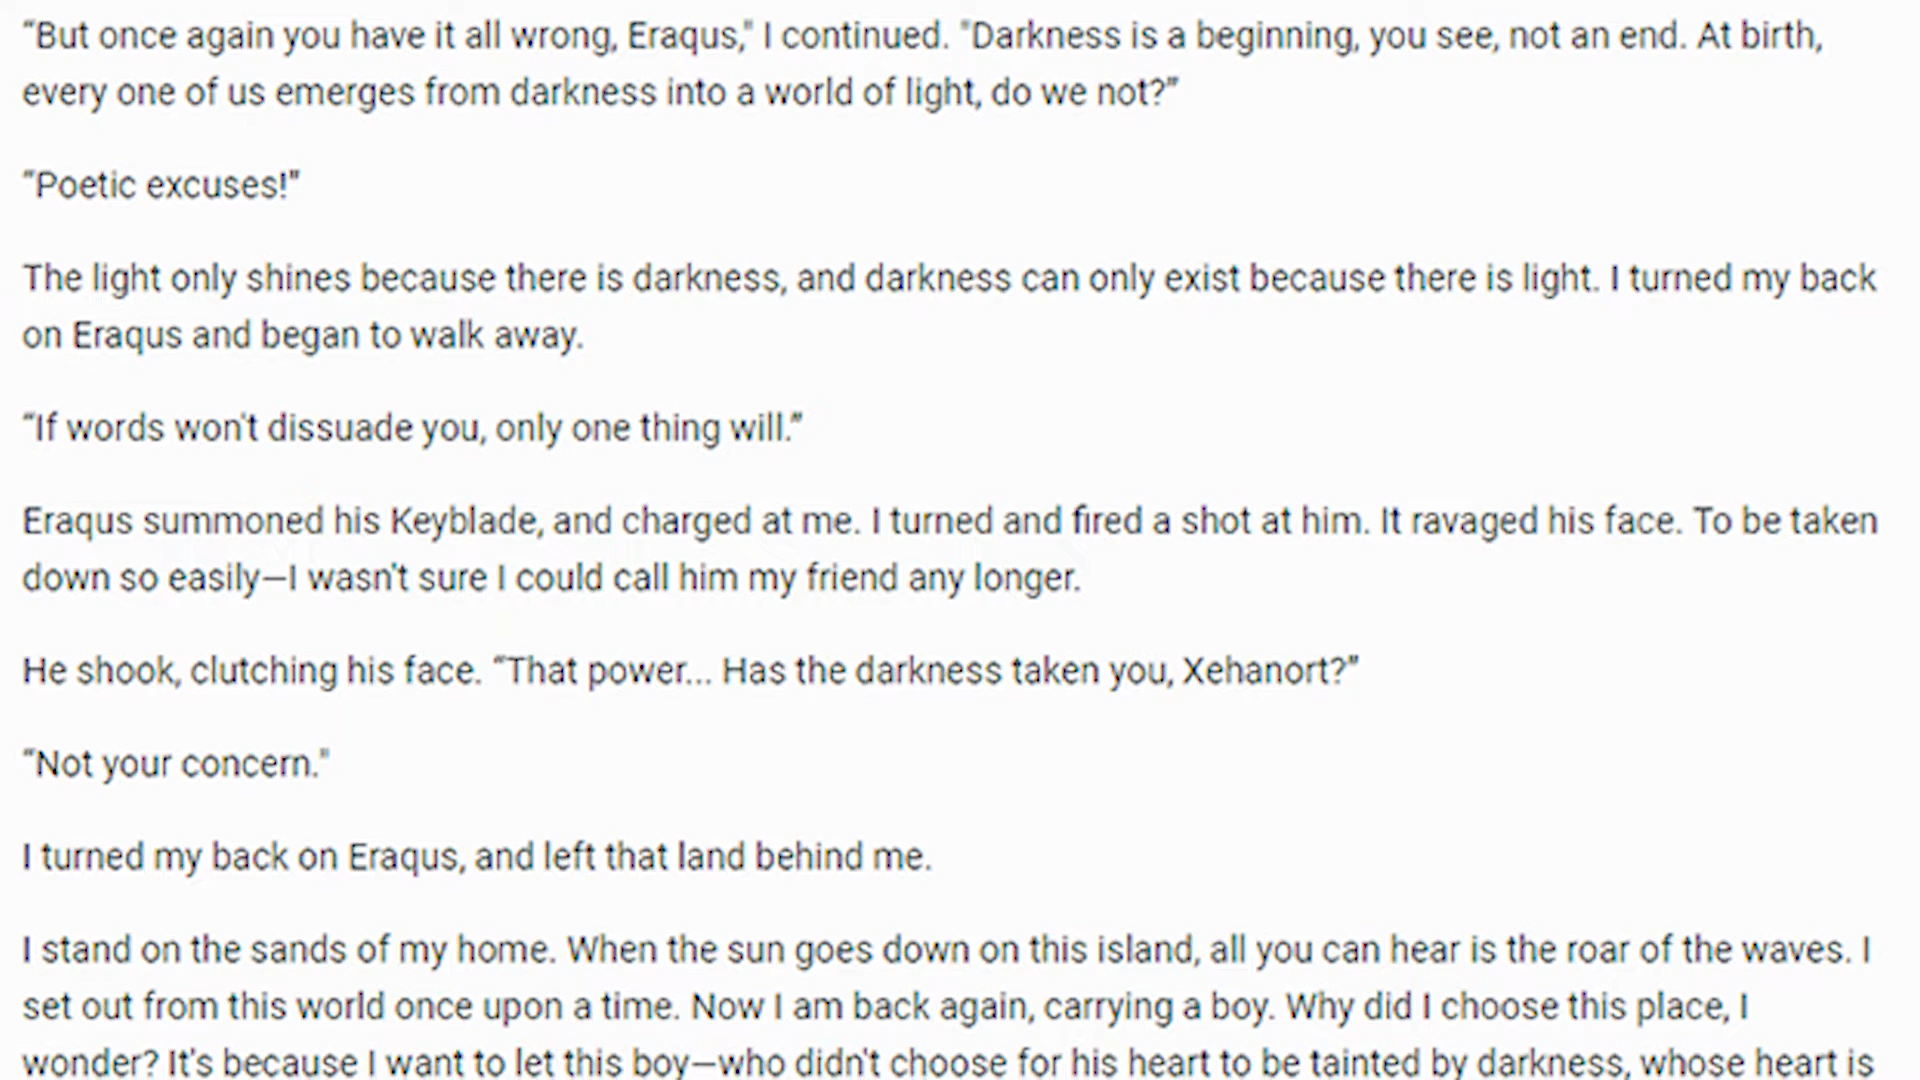 “But once again you have it all wrong, Eraqus," I continued. "Darkness is a beginning, you see, not an end. At birth,
every one of us emerges from darkness into a world of light, do we not?”
“Poetic excuses!”
The light only shines because there is darkness, and darkness can only exist because there is light. I turned my back
on Eraqus and began to walk away.
“If words won't dissuade you, only one thing will.”
Eraqus summoned his Keyblade, and charged at me. I turned and fired a shot at him. It ravaged his face. To be taken
down so easily—I wasn't sure I could call him my friend any longer.
He shook, clutching his face. “That power... Has the darkness taken you, Xehanort?”
“Not your concern."
I turned my back on Eraqus, and left that land behind me.
I stand on the sands of my home. When the sun goes down on this island, all you can hear is the roar of the waves. I
set out from this world once upon a time. Now I am back again, carrying a boy. Why did I choose this place, I
wonder? It's because I want to let this boy—who didn't choose for his heart to be tainted by darkness, whose heart is